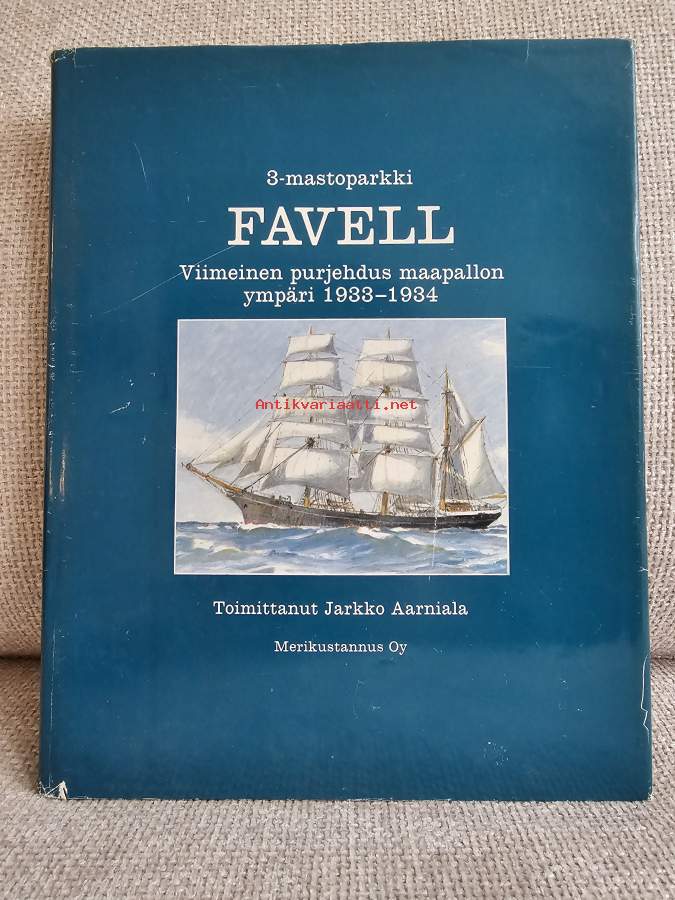 3-mastoparkki
FAVELL
Viimeinen purjehdus maapallon
ympäri 1933–1934
Antikvariaatti.net
Toimittanut Jarkko Aarniala
Merikustannus Oy